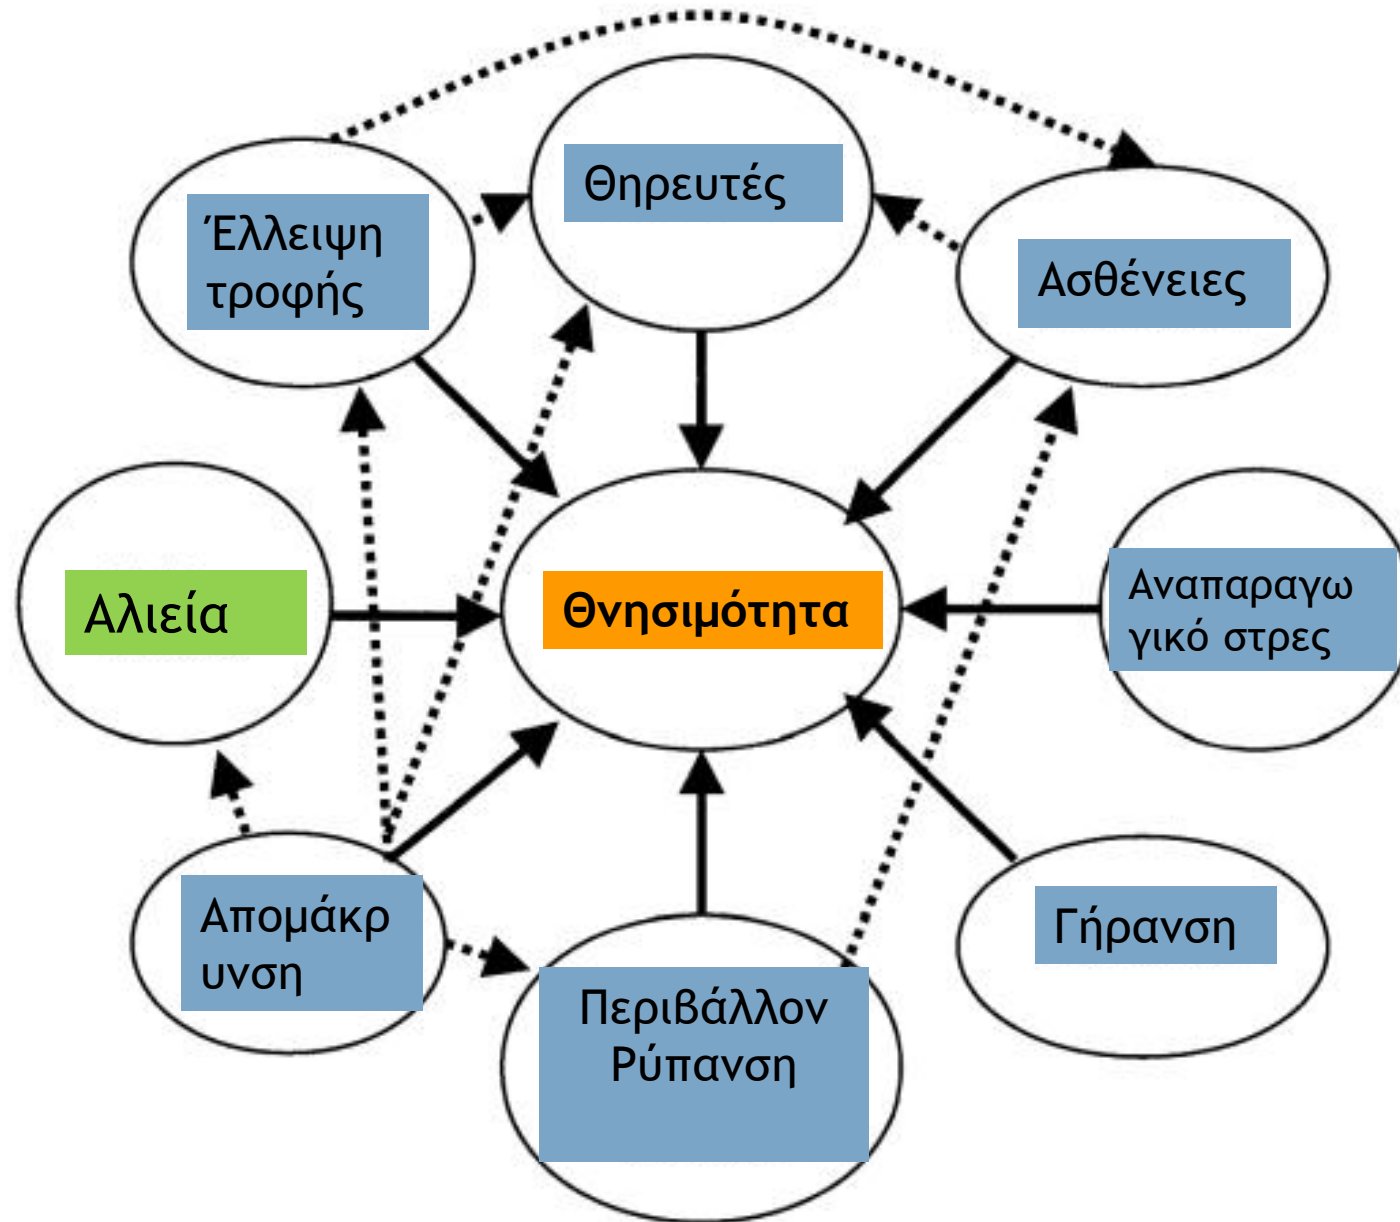 Θηρευτές
Έλλειψη
τροφής
Ασθένειες
Αλιεία
Θνησιμότητα
Αναπαραγω
γικό στρες
Απομάκρ
υνση
Γήρανση
Περιβάλλον
Ρύπανση